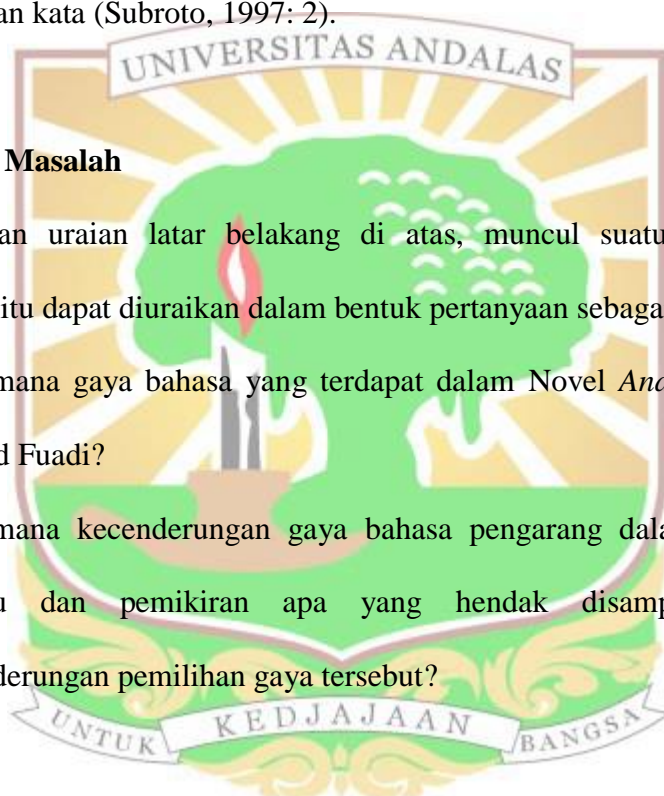 an kata (Subroto, 1997: 2).
UNIVERSITAS ANDALAS
Masalah
an uraian latar belakang di atas, muncul suatu
itu dapat diuraikan dalam bentuk pertanyaan sebaga
mana gaya bahasa yang terdapat dalam Novel And
d Fuadi?
mana kecenderungan gaya bahasa pengarang dala
u dan pemikiran apa yang hendak disamp
derungan pemilihan gaya tersebut?
UNTUK KEDJAJAAN BANGSA